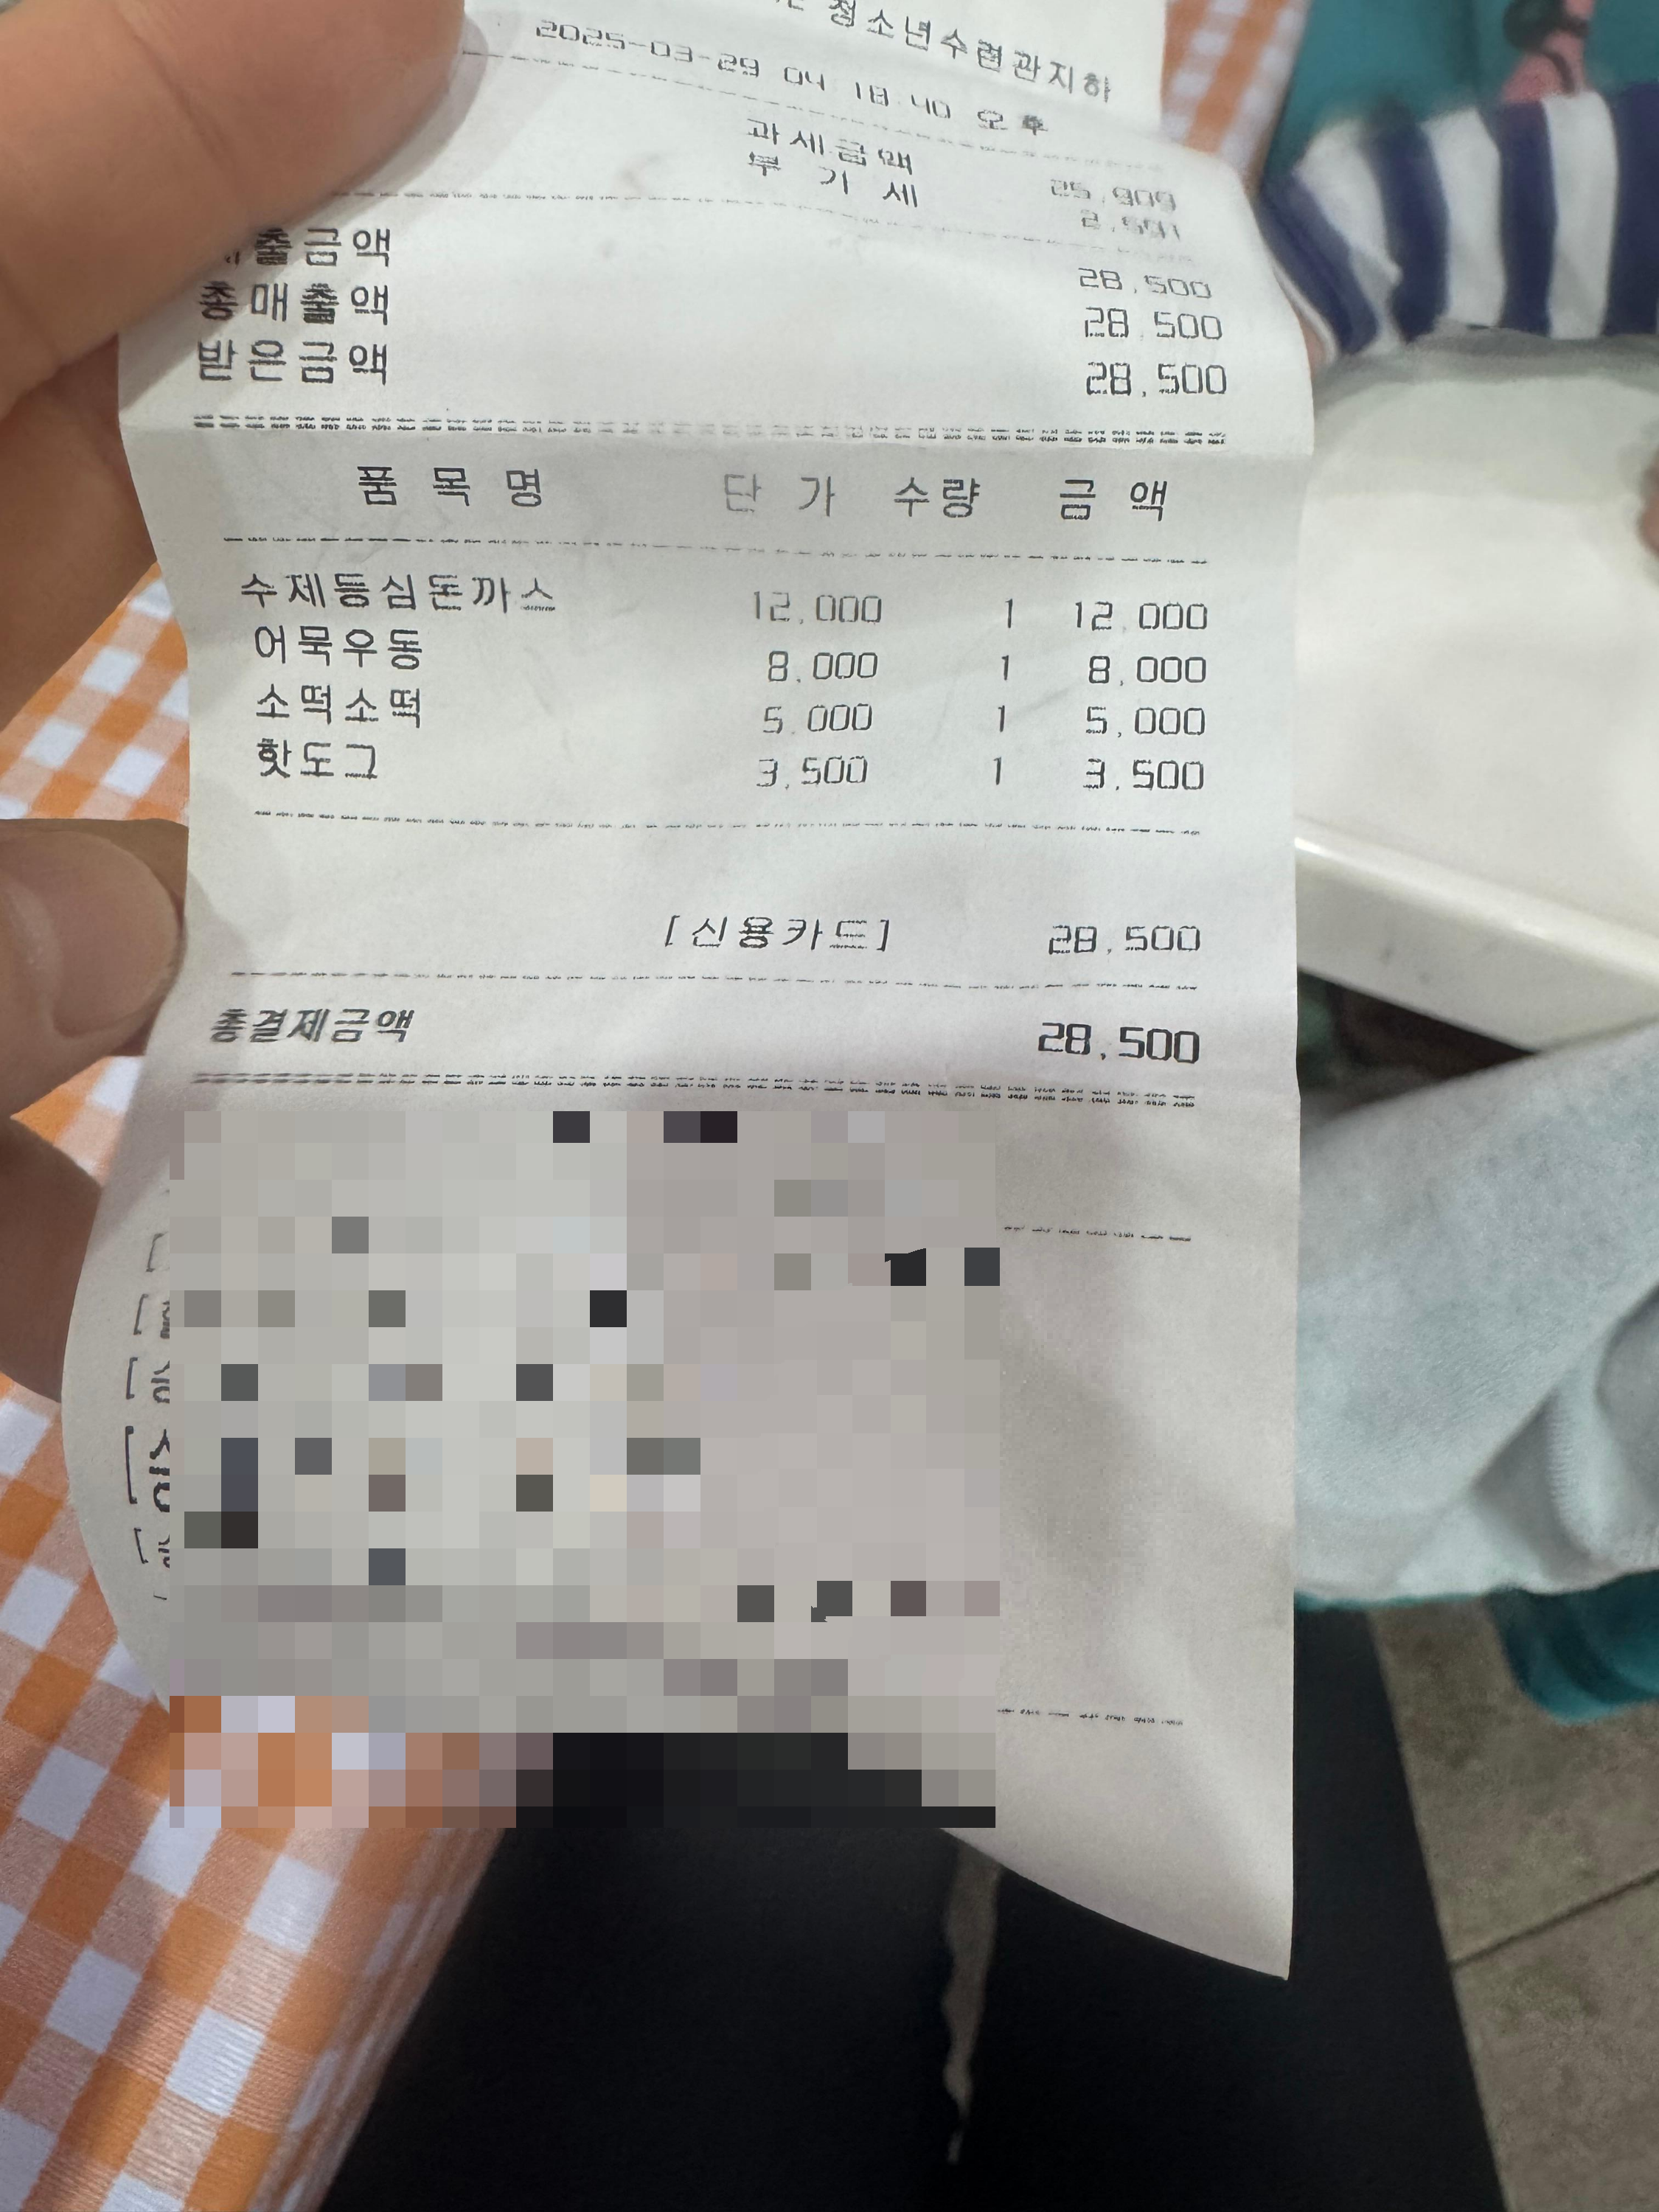 청소년수련관지하
2025-03-29 04 18 40 오후
과세금액 25,909
부 가 세 2,591
매출금액 28,500
총매출액 28,500
받은금액 28,500
품 목 명 단 가 수량 금 액
수제등심돈까스 12,000 1 12,000
어묵우동 8,000 1 8,000
소떡소떡 5,000 1 5,000
핫도그 3,500 1 3,500
[신용카드] 28,500
총결제금액 28,500